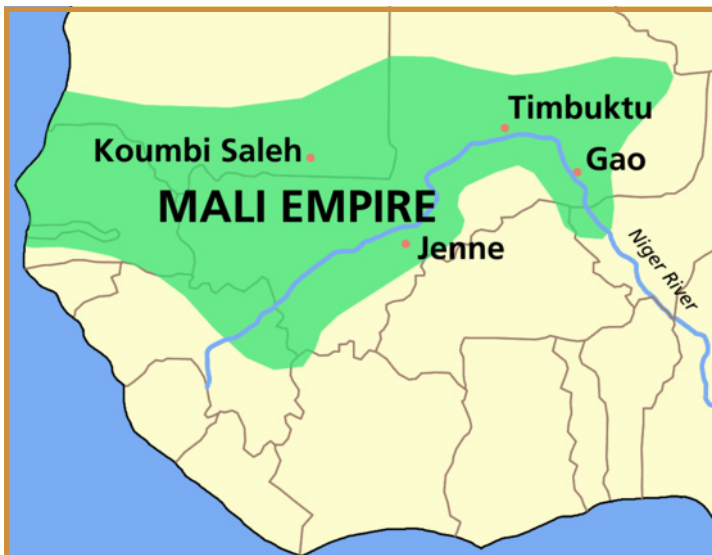 Timbuktu
Koumbi Saleh
Gao
MALI EMPIRE
Jenne
Niger River